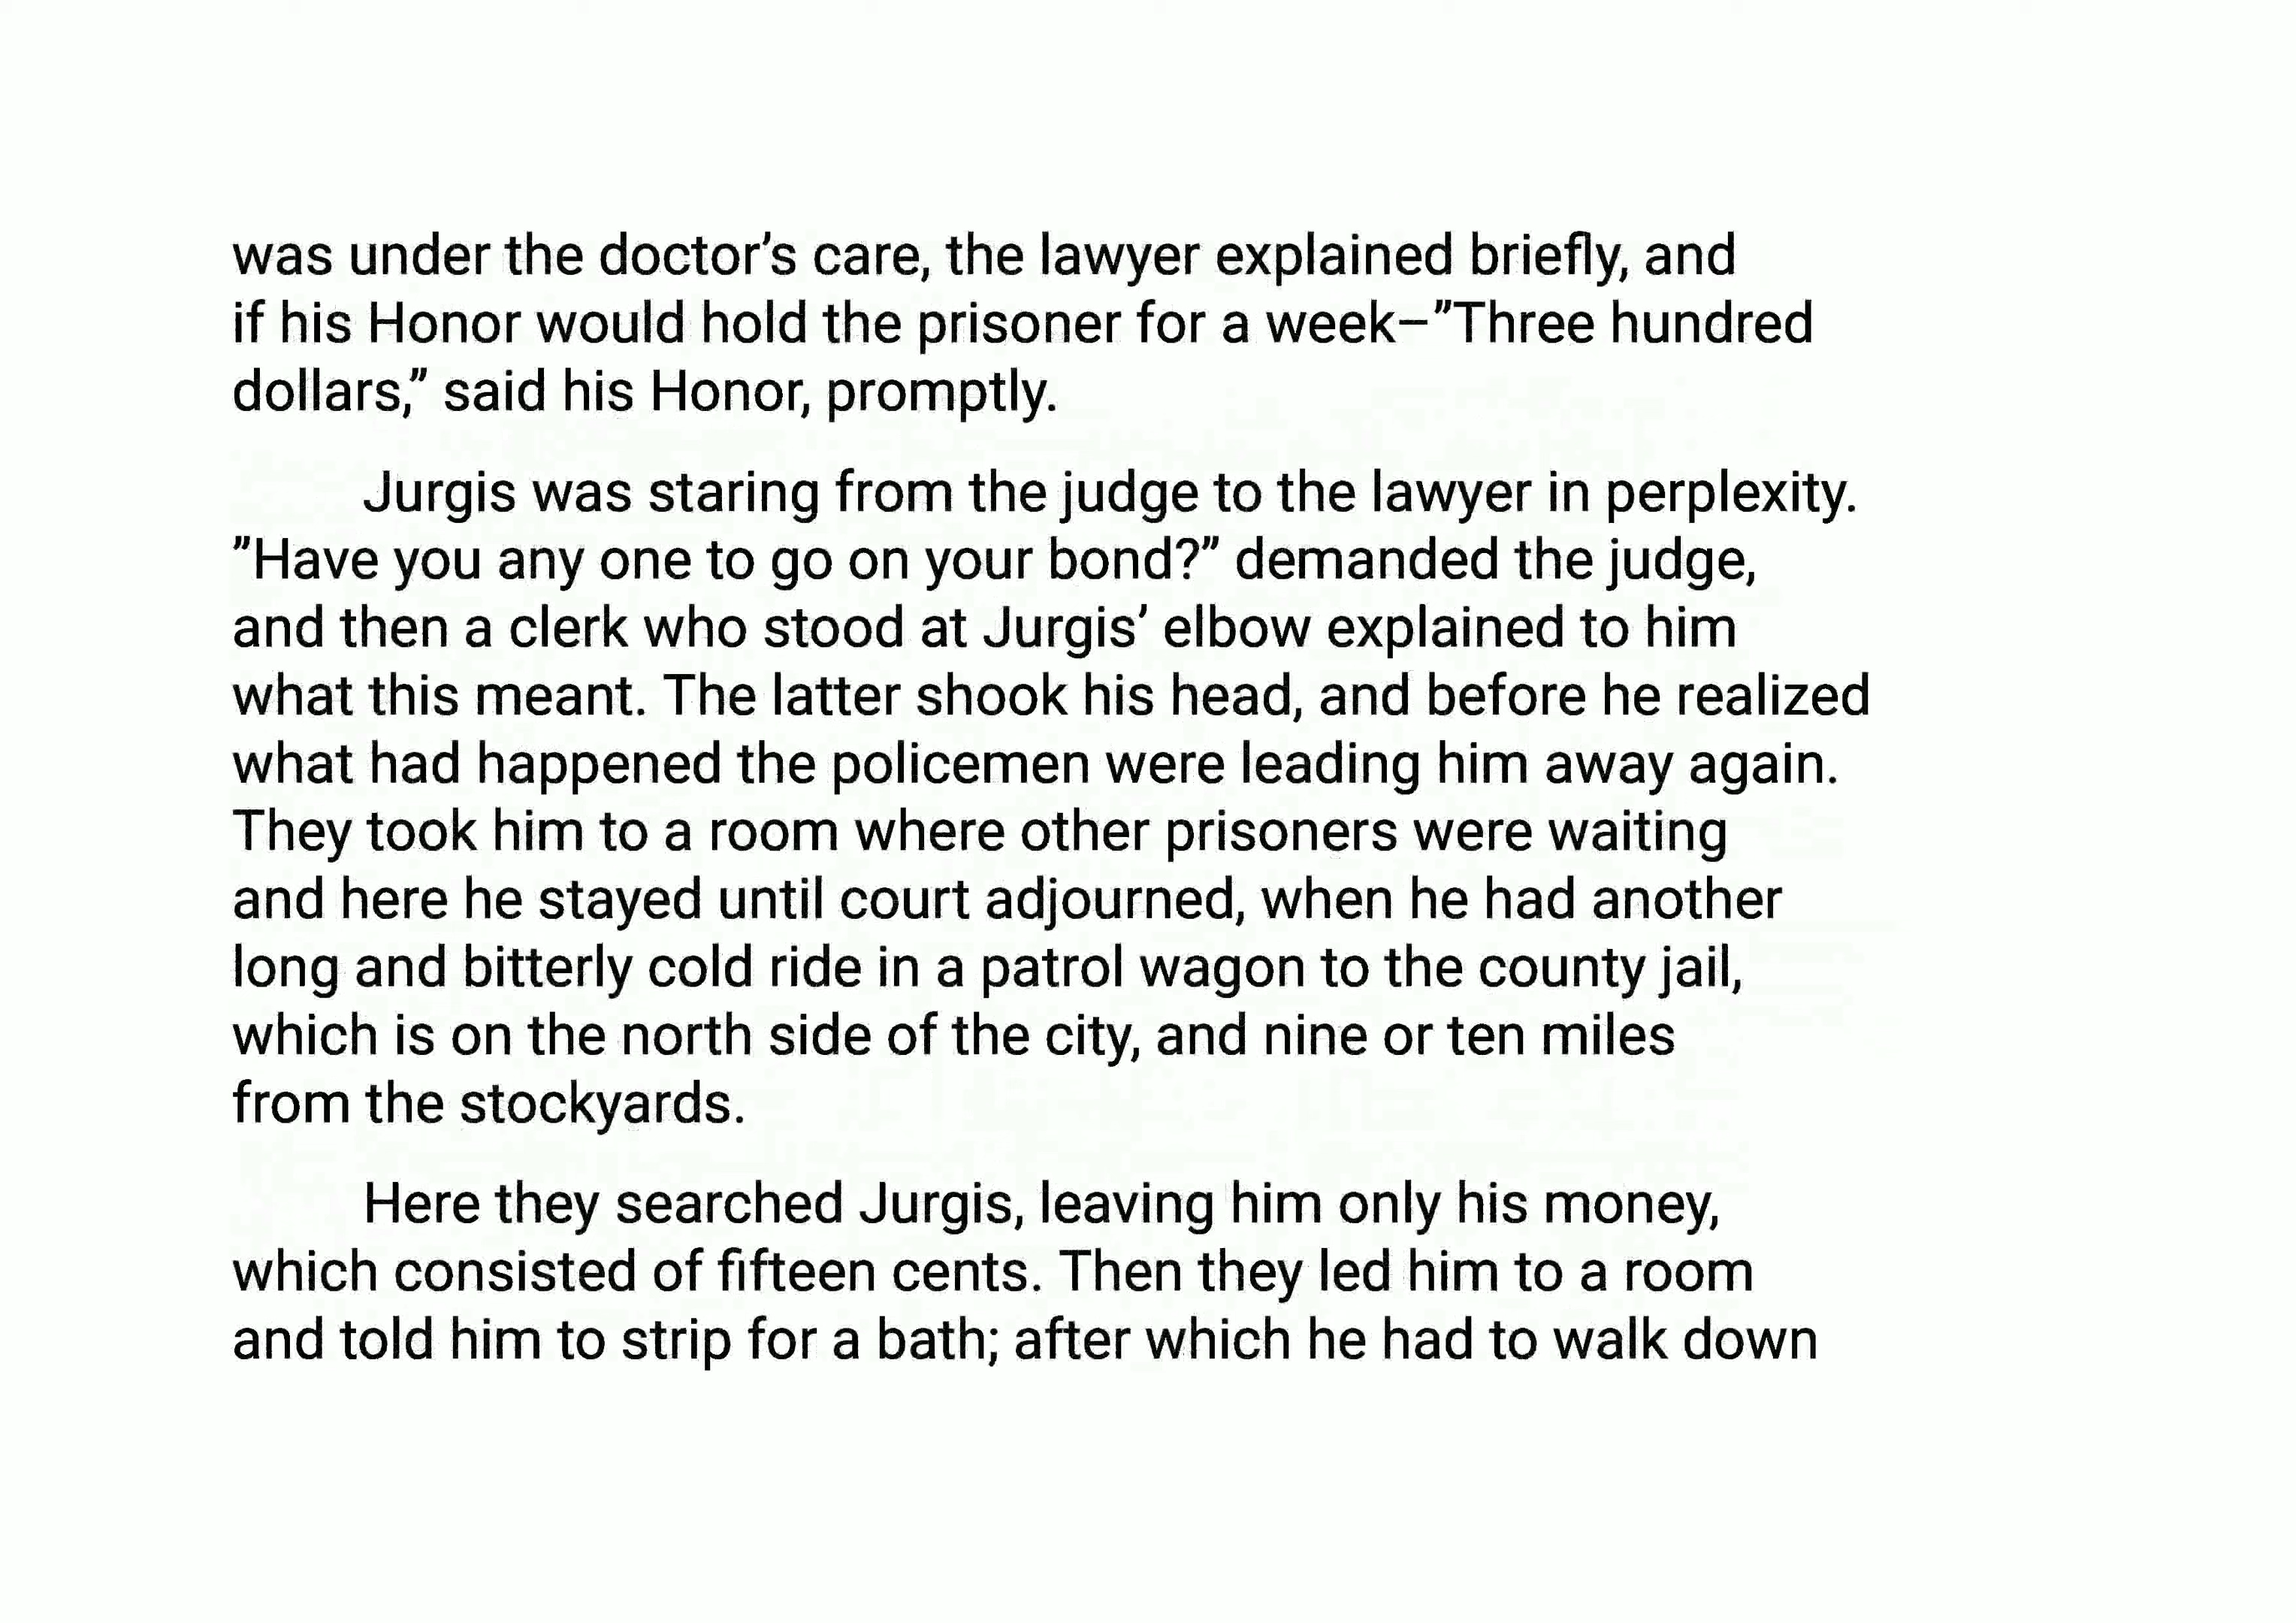 was under the doctor’s care, the lawyer explained briefly, and
if his Honor would hold the prisoner for a week–”Three hundred
dollars,” said his Honor, promptly.
Jurgis was staring from the judge to the lawyer in perplexity.
”Have you any one to go on your bond?” demanded the judge,
and then a clerk who stood at Jurgis’ elbow explained to him
what this meant. The latter shook his head, and before he realized
what had happened the policemen were leading him away again.
They took him to a room where other prisoners were waiting
and here he stayed until court adjourned, when he had another
long and bitterly cold ride in a patrol wagon to the county jail,
which is on the north side of the city, and nine or ten miles
from the stockyards.
Here they searched Jurgis, leaving him only his money,
which consisted of fifteen cents. Then they led him to a room
and told him to strip for a bath; after which he had to walk down